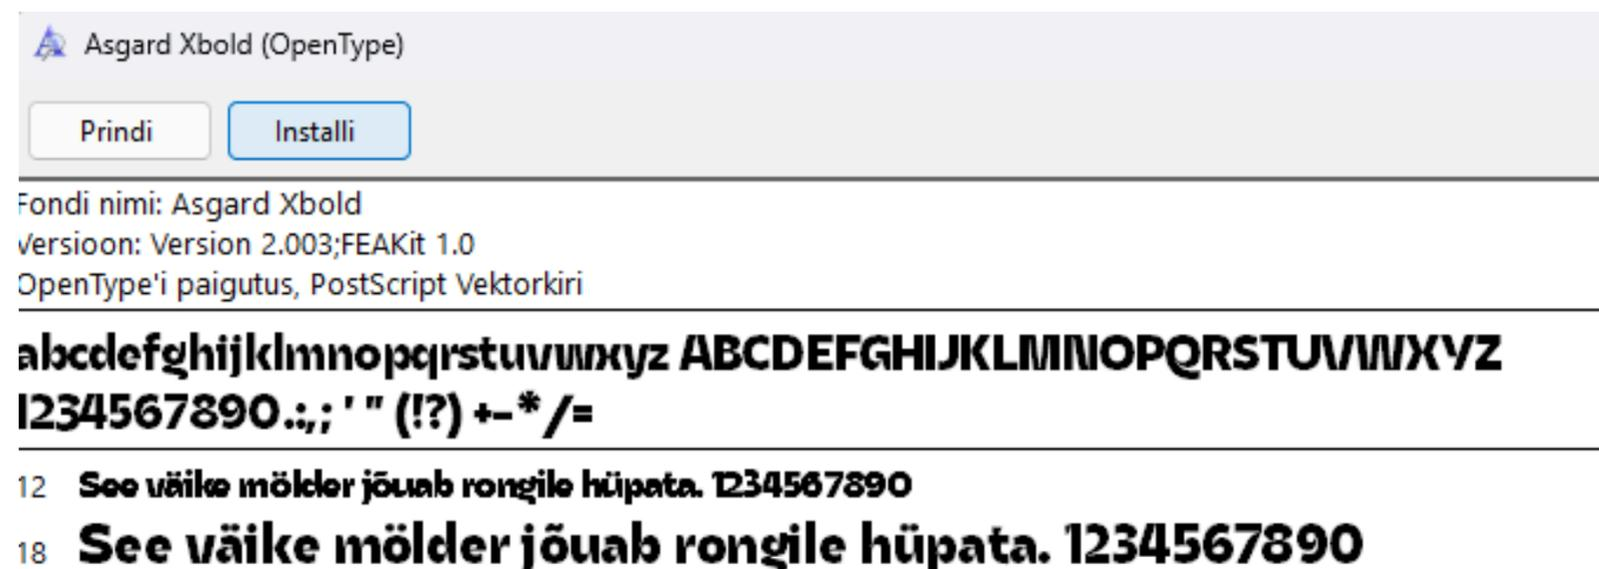 Asgard Xbold (OpenType)
Prindi Installi
Fondi nimi: Asgard Xbold
Versioon: Version 2.003;FEAKit 1.0
OpenType'i paigutus, PostScript Vektorkiri
abcdefghijklmnopqrstuvwxyz ABCDEFGHIJKLMNOPQRSTUVWXYZ
1234567890.:,; ' " (!?) +-*/=
12 See väike mölder jõuab rongile hüpata. 1234567890
18 See väike mölder jõuab rongile hüpata. 1234567890